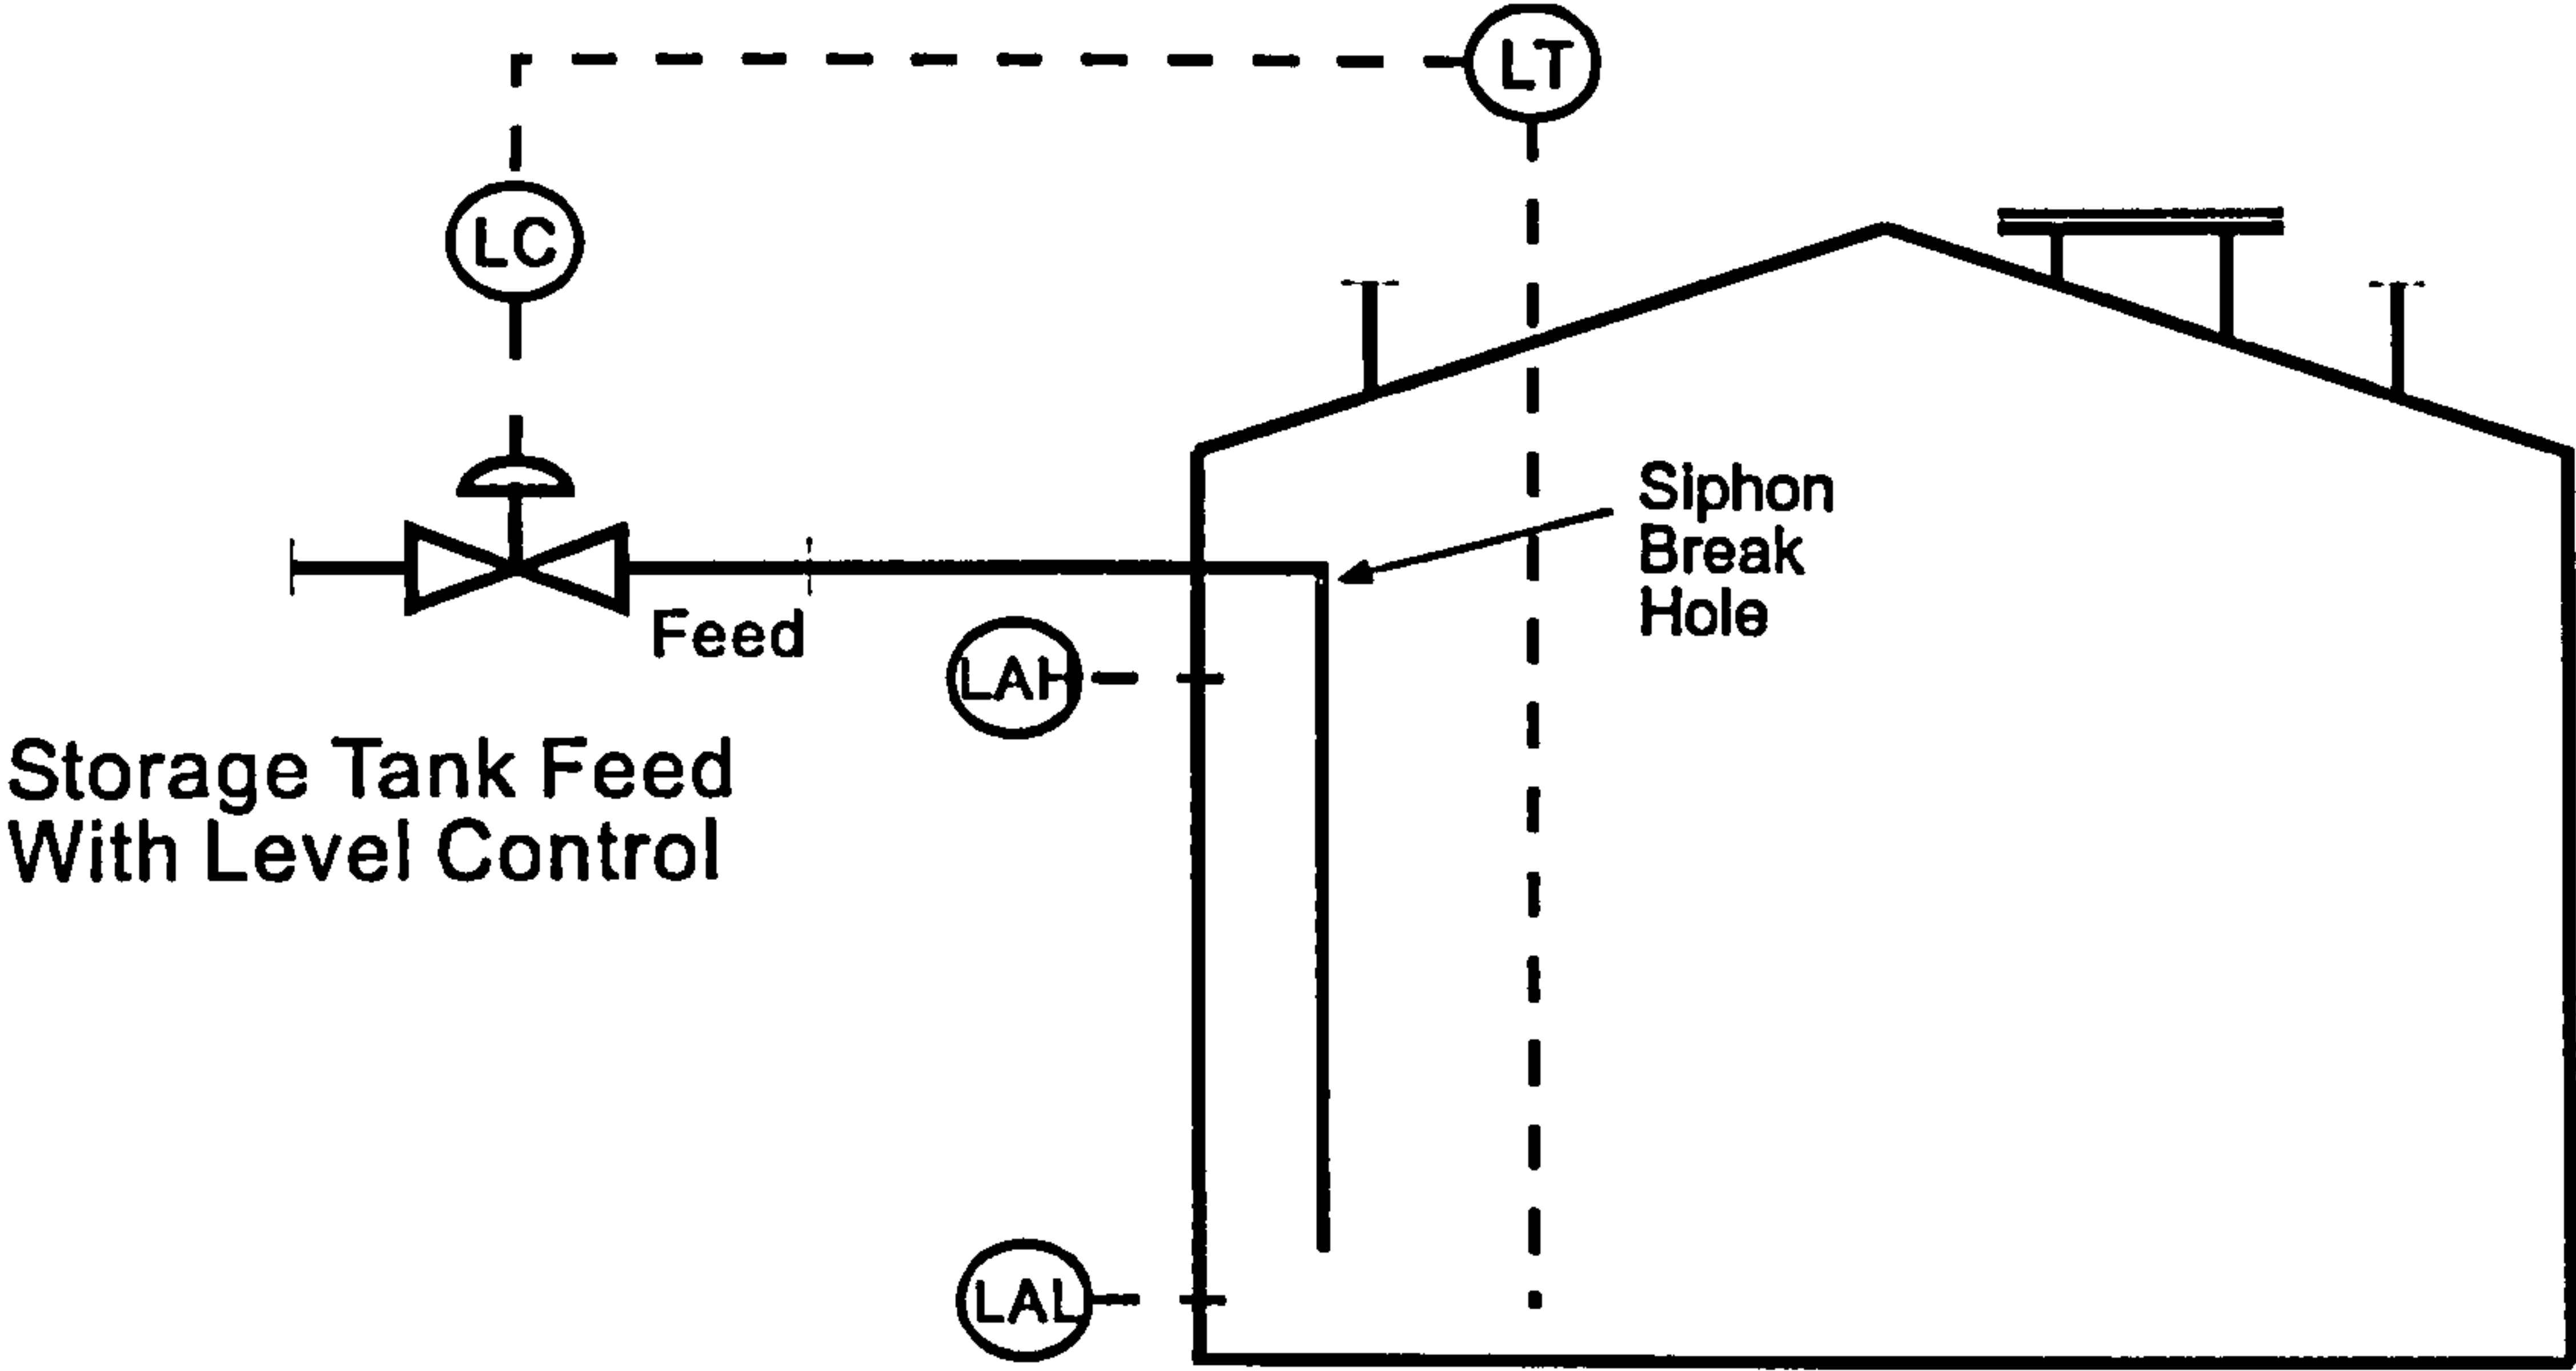 LT
LC
Siphon
Break
Hole
Feed
LAH
Storage Tank Feed
With Level Control
LAL